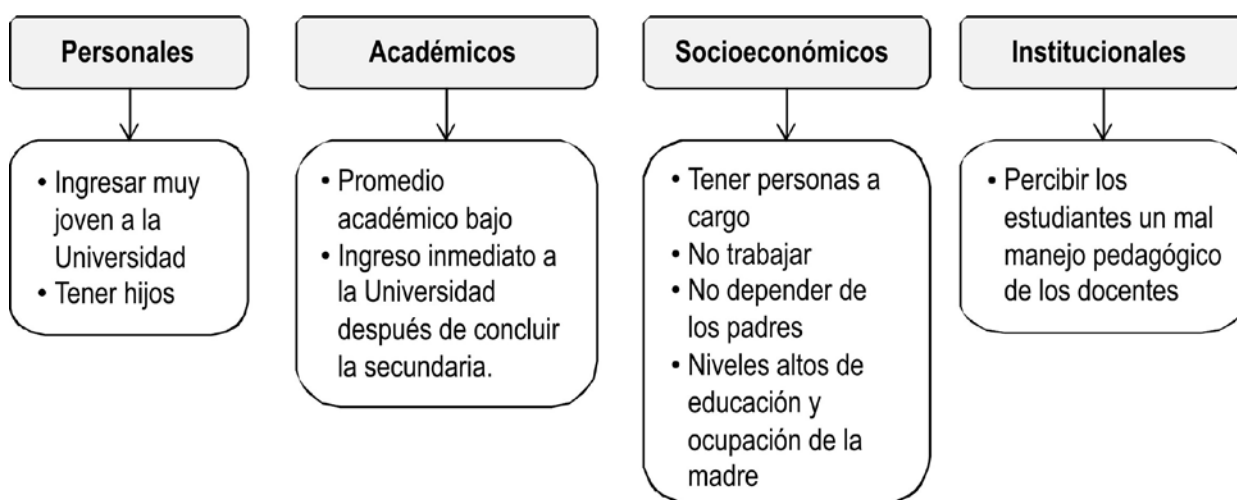 Personales
• Ingresar muy
joven a la
Universidad
• Tener hijos
Académicos
• Promedio
académico bajo
• Ingreso inmediato a
la Universidad
después de concluir
la secundaria.
Socioeconómicos
• Tener personas a
cargo
• No trabajar
• No depender de
los padres
• Niveles altos de
educación y
ocupación de la
madre
Institucionales
• Percibir los
estudiantes un mal
manejo pedagógico
de los docentes